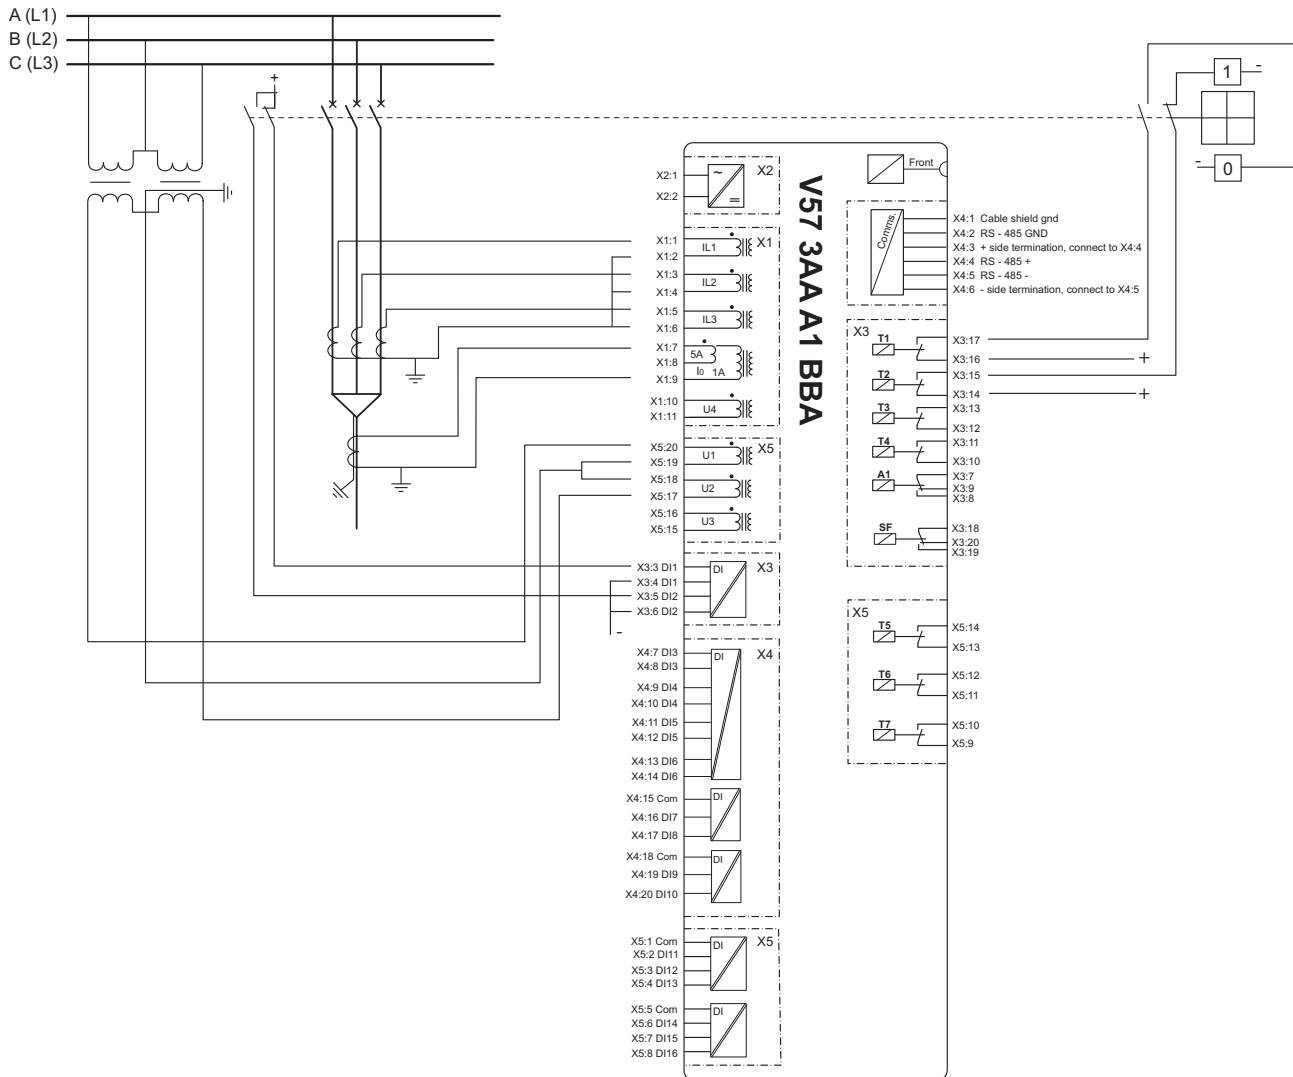 A (L1)
B (L2)
C (L3)
+
1
-
-
0
X2:1
X2:2
~
=
X2
V57 3AA A1 BBA
Front
Comms.
X4:1 Cable shield gnd
X4:2 RS - 485 GND
X4:3 + side termination, connect to X4:4
X4:4 RS - 485 +
X4:5 RS - 485 -
X4:6 - side termination, connect to X4:5
X1:1
X1:2
X1:3
X1:4
X1:5
X1:6
X1:7
X1:8
X1:9
X1:10
X1:11
IL1
X1
IL2
IL3
5A
I0 1A
U4
X5:20
X5:19
X5:18
X5:17
X5:16
X5:15
U1
X5
U2
U3
X3:3 DI1
X3:4 DI1
X3:5 DI2
X3:6 DI2
-
DI
X3
X4:7 DI3
X4:8 DI3
X4:9 DI4
X4:10 DI4
X4:11 DI5
X4:12 DI5
X4:13 DI6
X4:14 DI6
DI
X4
X4:15 Com
X4:16 DI7
X4:17 DI8
DI
X4:18 Com
X4:19 DI9
X4:20 DI10
DI
X5:1 Com
X5:2 DI11
X5:3 DI12
X5:4 DI13
DI
X5
X5:5 Com
X5:6 DI14
X5:7 DI15
X5:8 DI16
DI
X3
T1
X3:17
X3:16
+
T2
X3:15
X3:14
+
T3
X3:13
X3:12
T4
X3:11
X3:10
A1
X3:7
X3:9
X3:8
SF
X3:18
X3:20
X3:19
X5
T5
X5:14
X5:13
T6
X5:12
X5:11
T7
X5:10
X5:9